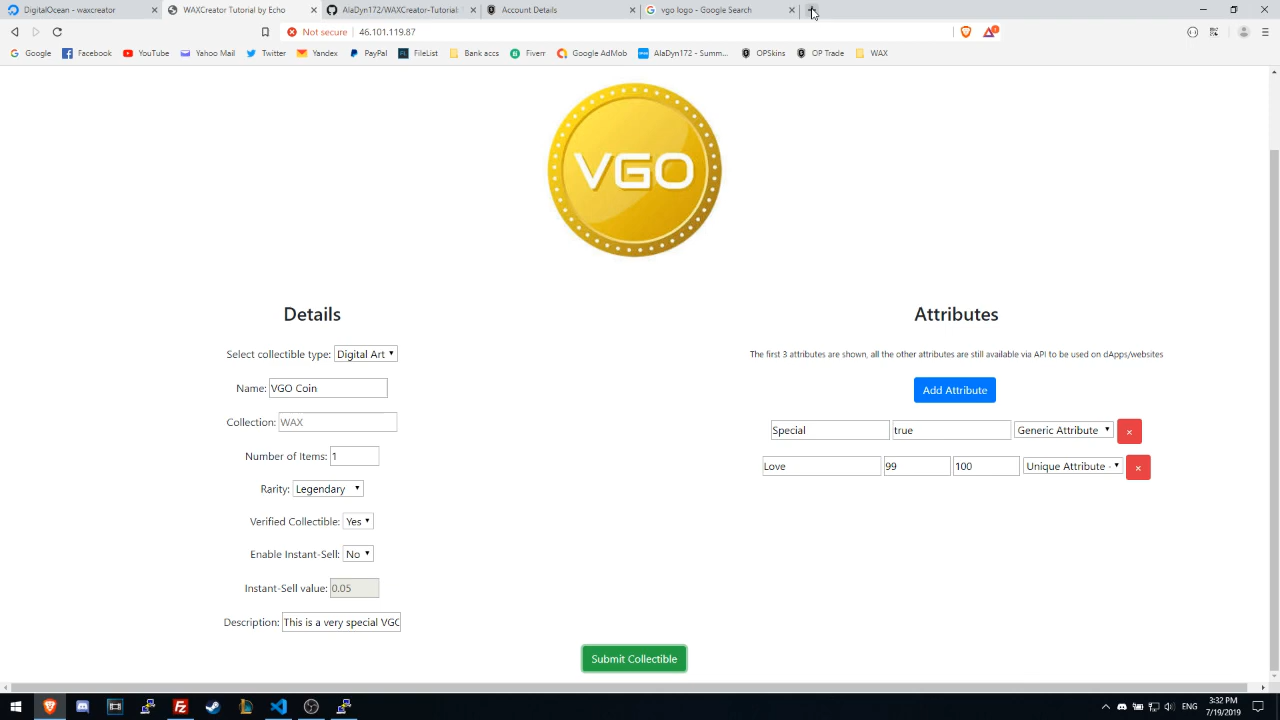 DigitalOcean - waxcreator
WAXCreator Tutorial by Echo
AlaDyn172/WAXCreator-Tutorial:
Account Details
vgo logo - Google Search
Not secure 46.101.119.87
Google Facebook YouTube Yahoo Mail Twitter Yandex PayPal FileList Bank accs Fiverr Google AdMob AlaDyn172 - Summ... OPSkins OP Trade WAX
VGO
Details
Select collectible type: Digital Art
Name: VGO Coin
Collection: WAX
Number of Items: 1
Rarity: Legendary
Verified Collectible: Yes
Enable Instant-Sell: No
Instant-Sell value: 0.05
Description: This is a very special VGO
Attributes
The first 3 attributes are shown, all the other attributes are still available via API to be used on dApps/websites
Add Attribute
Special true Generic Attribute ×
Love 99 100 Unique Attribute - ×
Submit Collectible
ENG
3:32 PM
7/19/2019